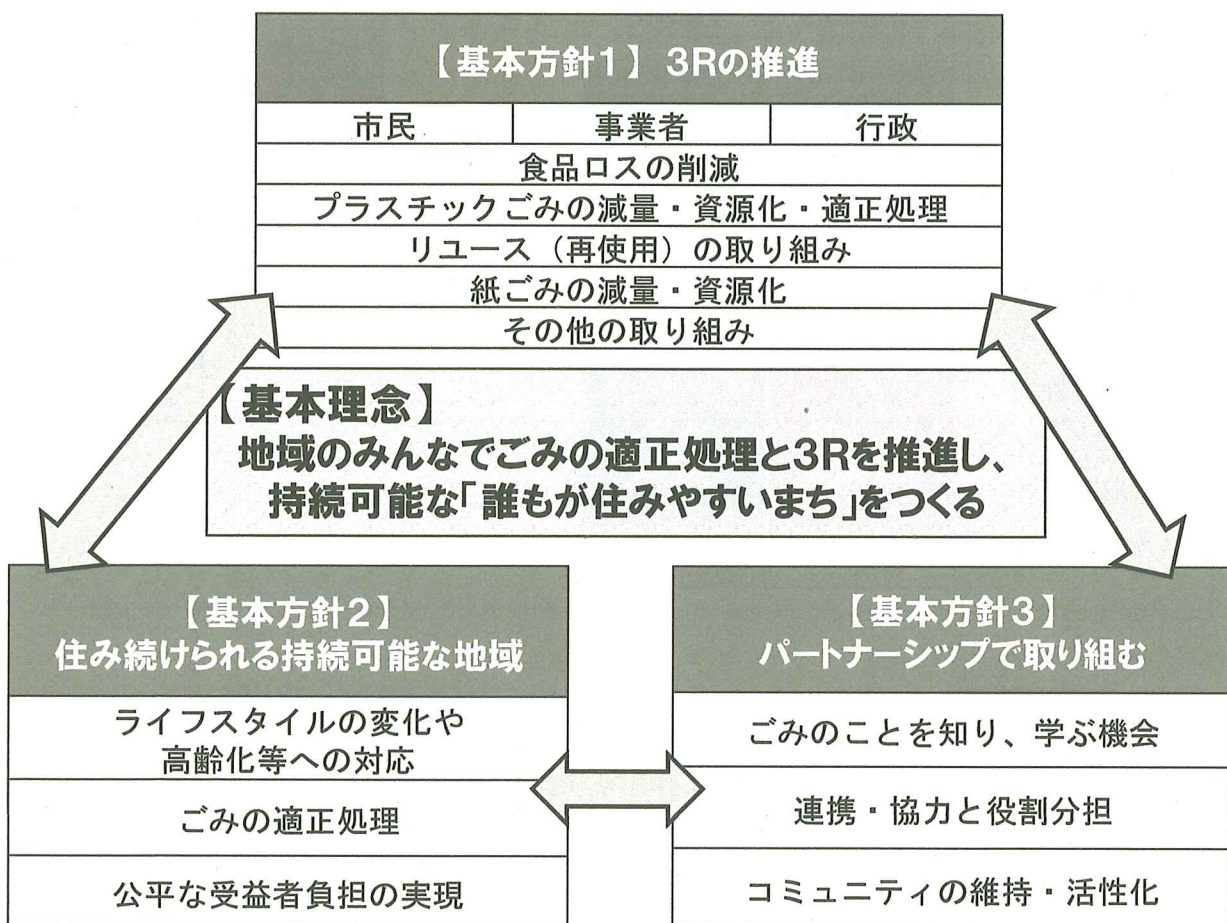 【基本方針1】 3Rの推進
市民
事業者
行政
食品ロスの削減
プラスチックごみの減量・資源化・適正処理
リユース（再使用）の取り組み
紙ごみの減量・資源化
その他の取り組み
【基本理念】
地域のみんなでごみの適正処理と3Rを推進し、
持続可能な「誰もが住みやすいまち」をつくる
【基本方針2】
住み続けられる持続可能な地域
ライフスタイルの変化や
高齢化等への対応
ごみの適正処理
公平な受益者負担の実現
【基本方針3】
パートナーシップで取り組む
ごみのことを知り、学ぶ機会
連携・協力と役割分担
コミュニティの維持・活性化